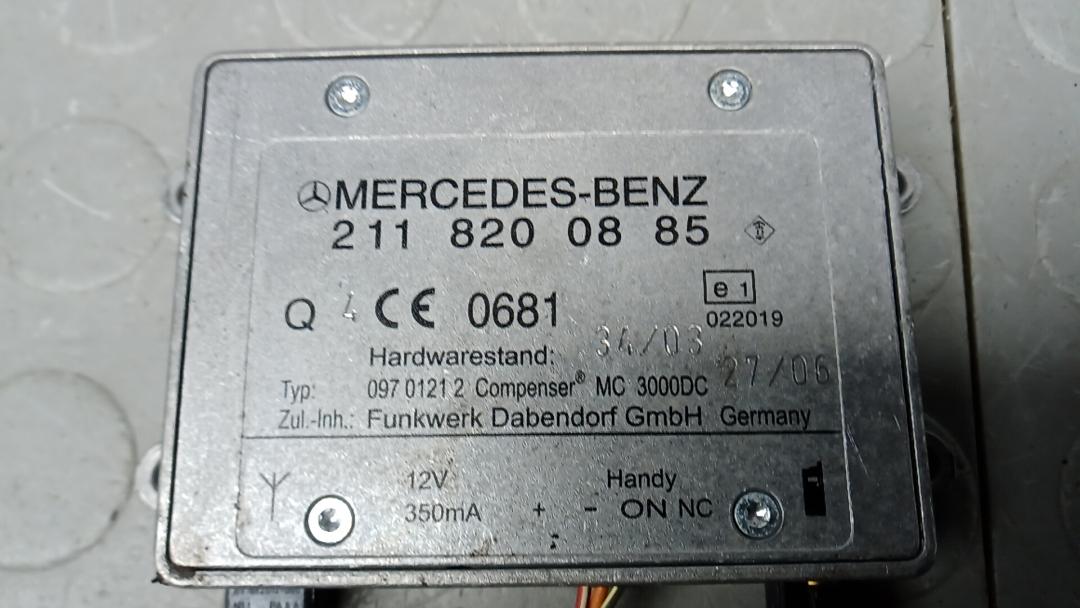 MERCEDES-BENZ
211 820 08 85
Q 4 CE 0681
e 1
022019
Hardwarestand: 34/03
27/06
Typ: 097 0121 2 Compenser® MC 3000DC
Zul.-Inh.: Funkwerk Dabendorf GmbH Germany
12V Handy
350mA + - ON NC